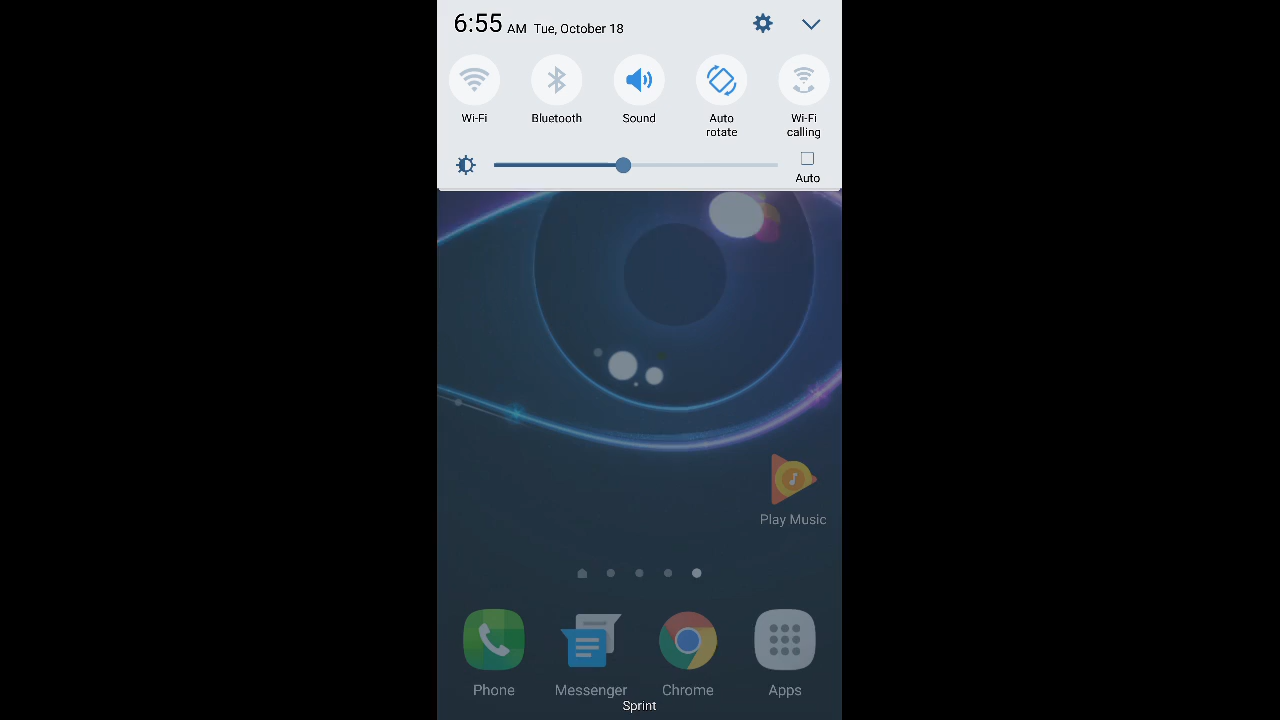 6:55 AM Tue, October 18
Wi-Fi Bluetooth Sound Auto rotate Wi-Fi calling
Auto
Play Music
Phone Messenger Chrome Apps
Sprint